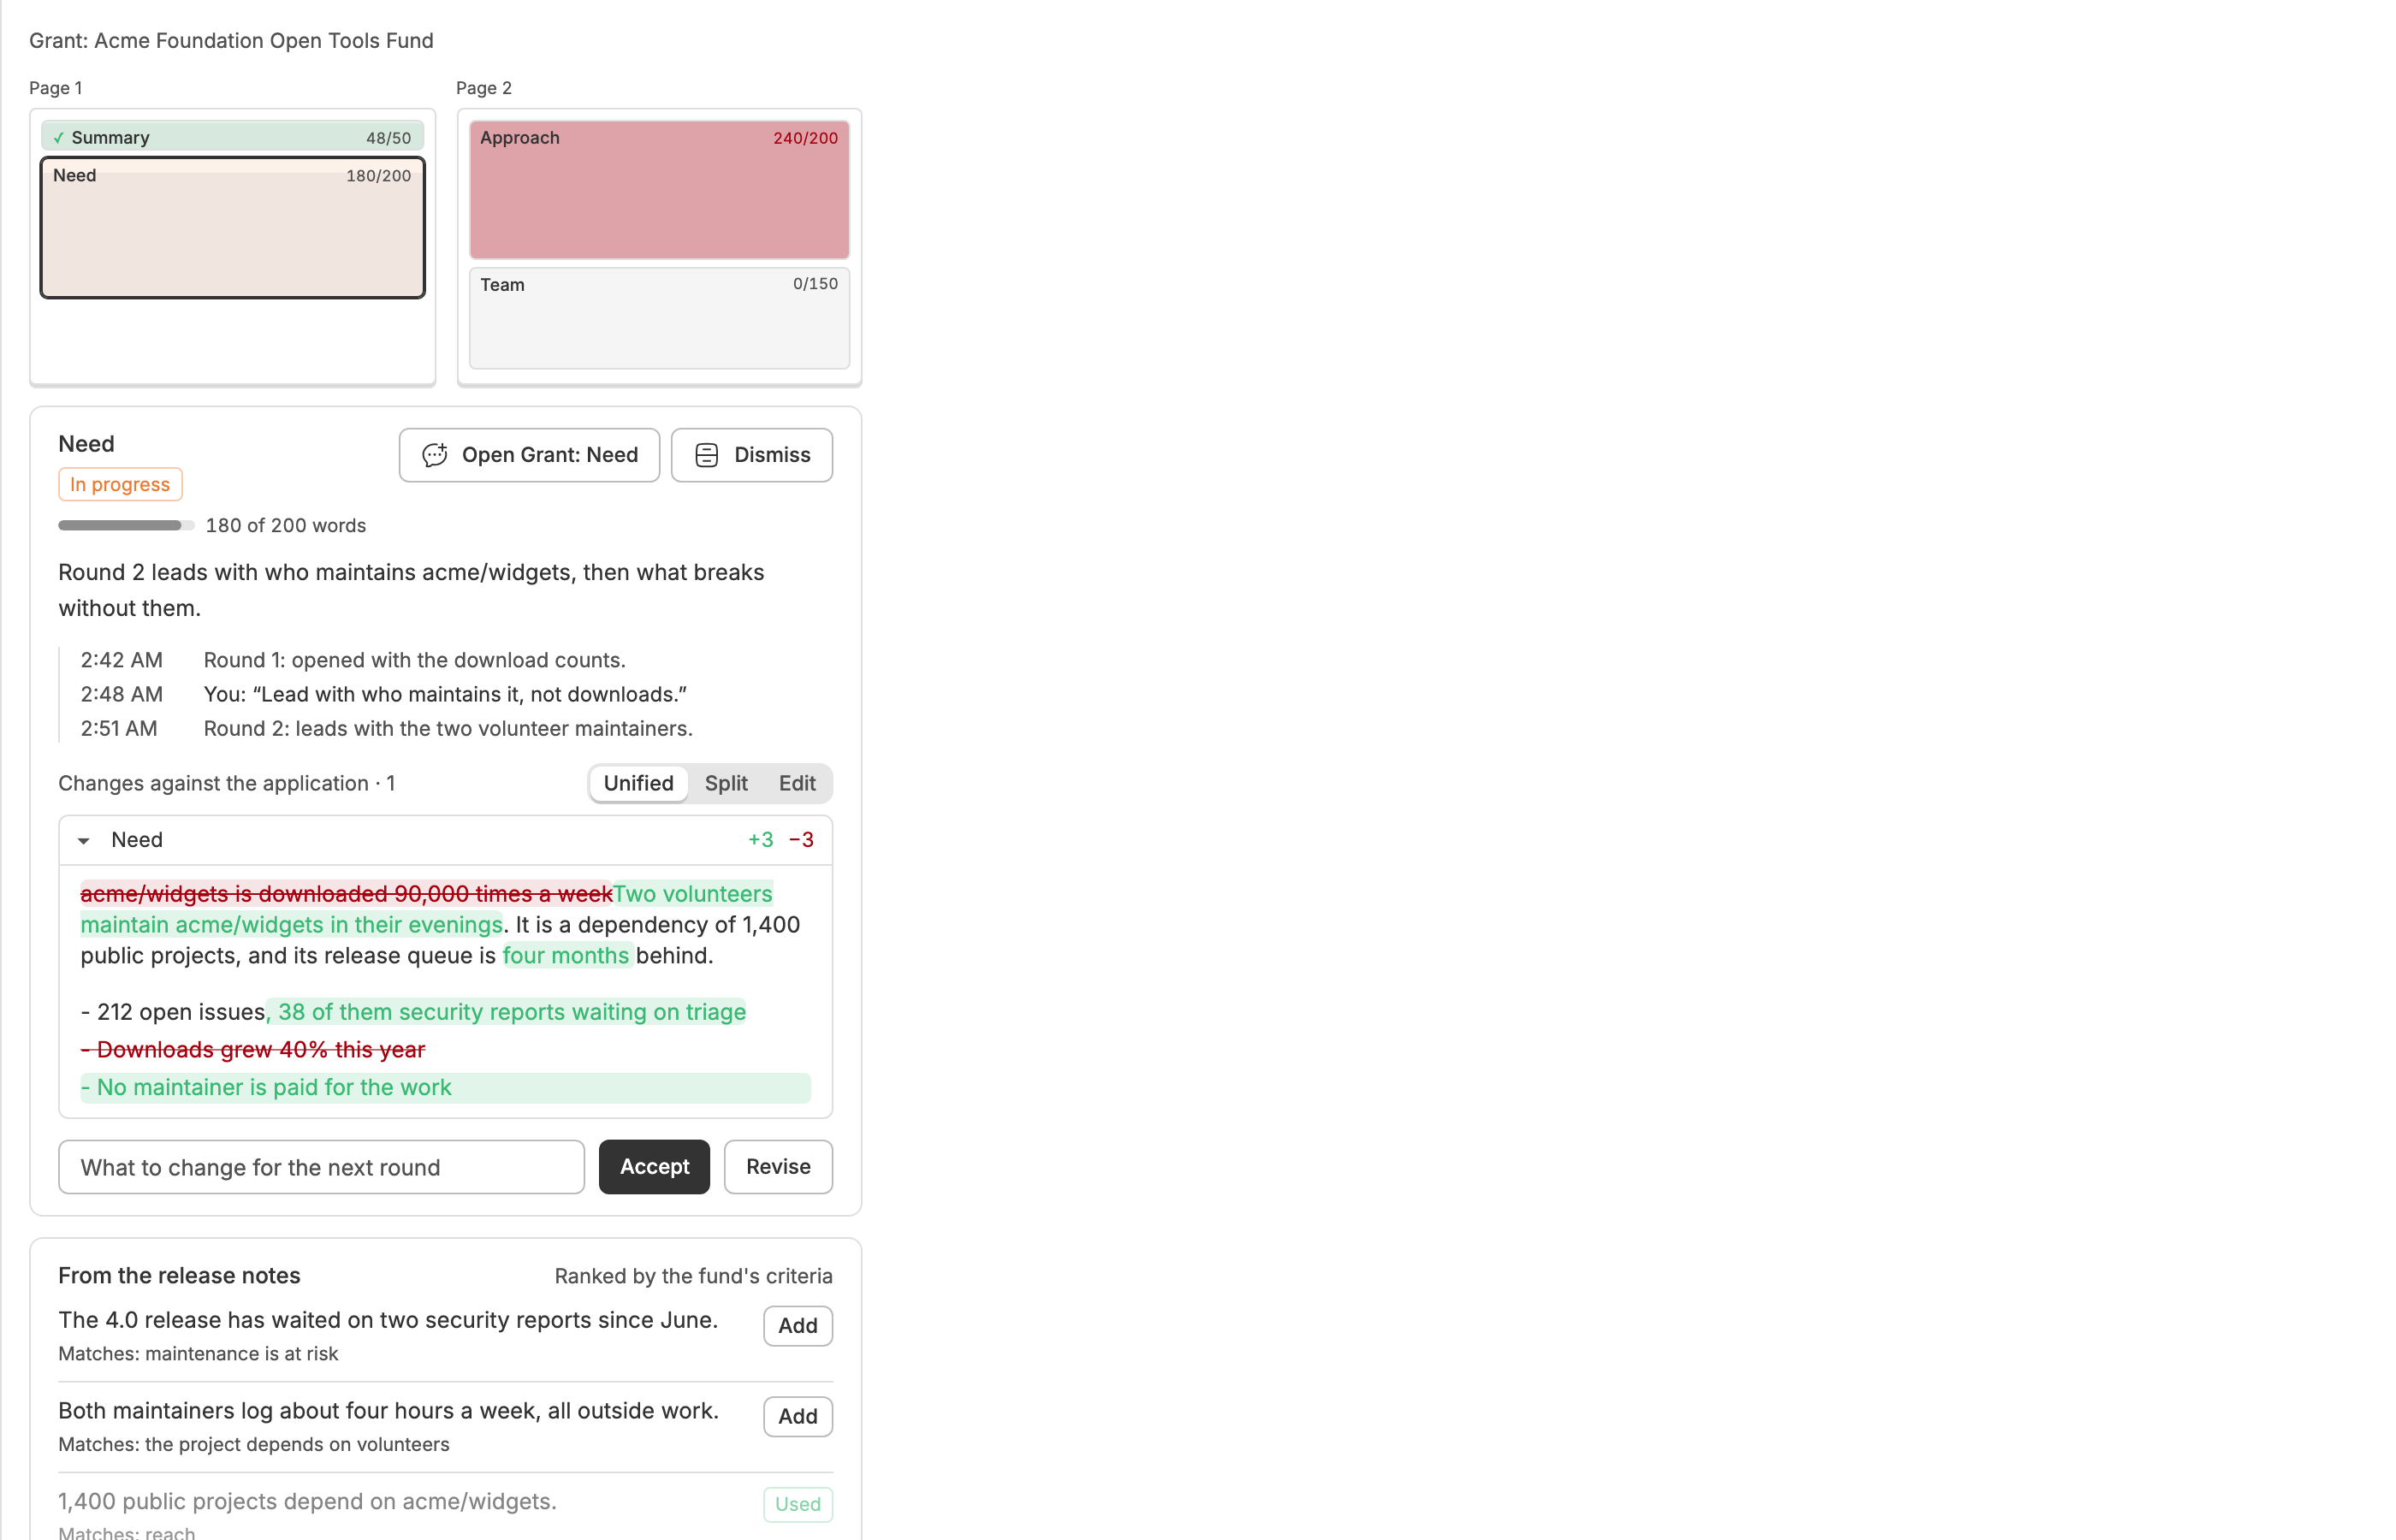 Grant: Acme Foundation Open Tools Fund
Page 1
Page 2
✓ Summary 48/50
Need 180/200
Approach 240/200
Team 0/150
Need
In progress
Open Grant: Need
Dismiss
180 of 200 words
Round 2 leads with who maintains acme/widgets, then what breaks
without them.
2:42 AM Round 1: opened with the download counts.
2:48 AM You: “Lead with who maintains it, not downloads.”
2:51 AM Round 2: leads with the two volunteer maintainers.
Changes against the application · 1
Unified Split Edit
Need +3 −3
acme/widgets is downloaded 90,000 times a weekTwo volunteers
maintain acme/widgets in their evenings. It is a dependency of 1,400
public projects, and its release queue is four months behind.
- 212 open issues, 38 of them security reports waiting on triage
- Downloads grew 40% this year
- No maintainer is paid for the work
What to change for the next round
Accept
Revise
From the release notes
Ranked by the fund's criteria
The 4.0 release has waited on two security reports since June.
Add
Matches: maintenance is at risk
Both maintainers log about four hours a week, all outside work.
Add
Matches: the project depends on volunteers
1,400 public projects depend on acme/widgets.
Used
Matches: reach